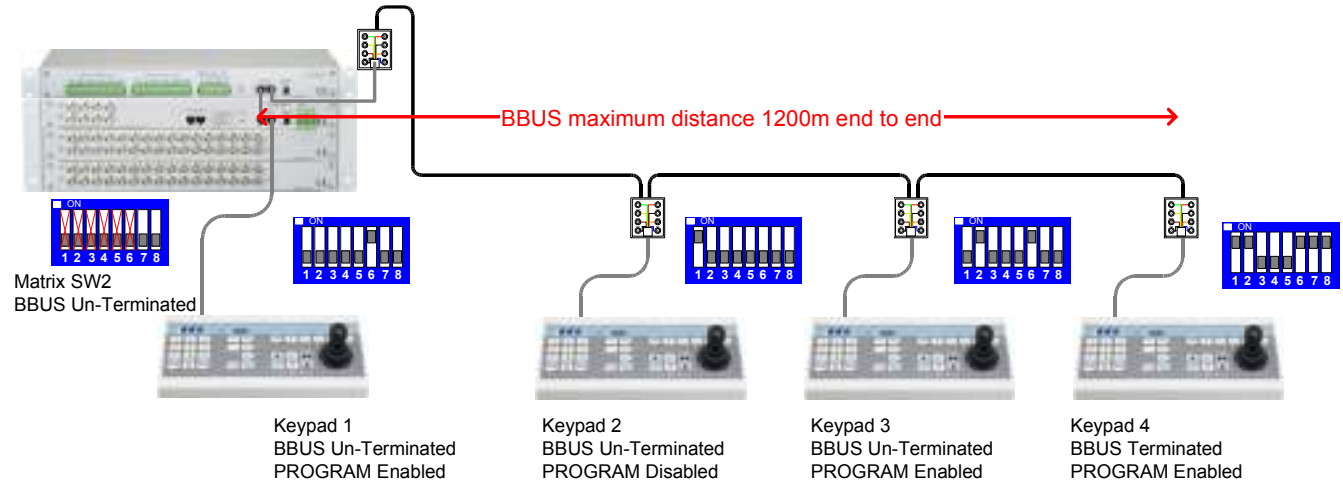 BBUS maximum distance 1200m end to end
ON
1 2 3 4 5 6 7 8
Matrix SW2
BBUS Un-Terminated
ON
1 2 3 4 5 6 7 8
ON
1 2 3 4 5 6 7 8
ON
1 2 3 4 5 6 7 8
ON
1 2 3 4 5 6 7 8
Keypad 1
BBUS Un-Terminated
PROGRAM Enabled
Keypad 2
BBUS Un-Terminated
PROGRAM Disabled
Keypad 3
BBUS Un-Terminated
PROGRAM Enabled
Keypad 4
BBUS Terminated
PROGRAM Enabled